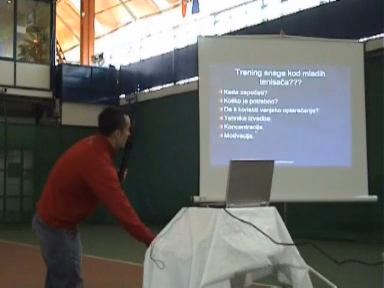 Trening snage kod mladih
tenisača???
Kada započeti?
Koliko je potrebno?
Da li koristiti vanjsko opterećenje?
Tehnika izvedbe.
Koncentracija.
Motivacija.